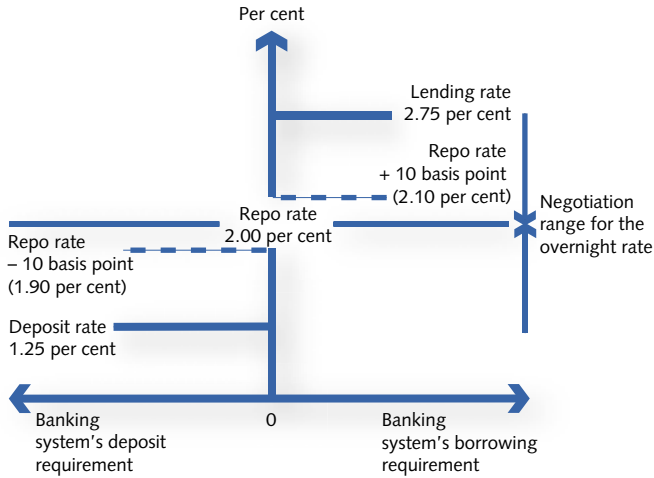 Per cent
Lending rate
2.75 per cent
Repo rate
+ 10 basis point
(2.10 per cent)
Repo rate
2.00 per cent
Negotiation
range for the
overnight rate
Repo rate
– 10 basis point
(1.90 per cent)
Deposit rate
1.25 per cent
Banking
system's deposit
requirement
0
Banking
system's borrowing
requirement